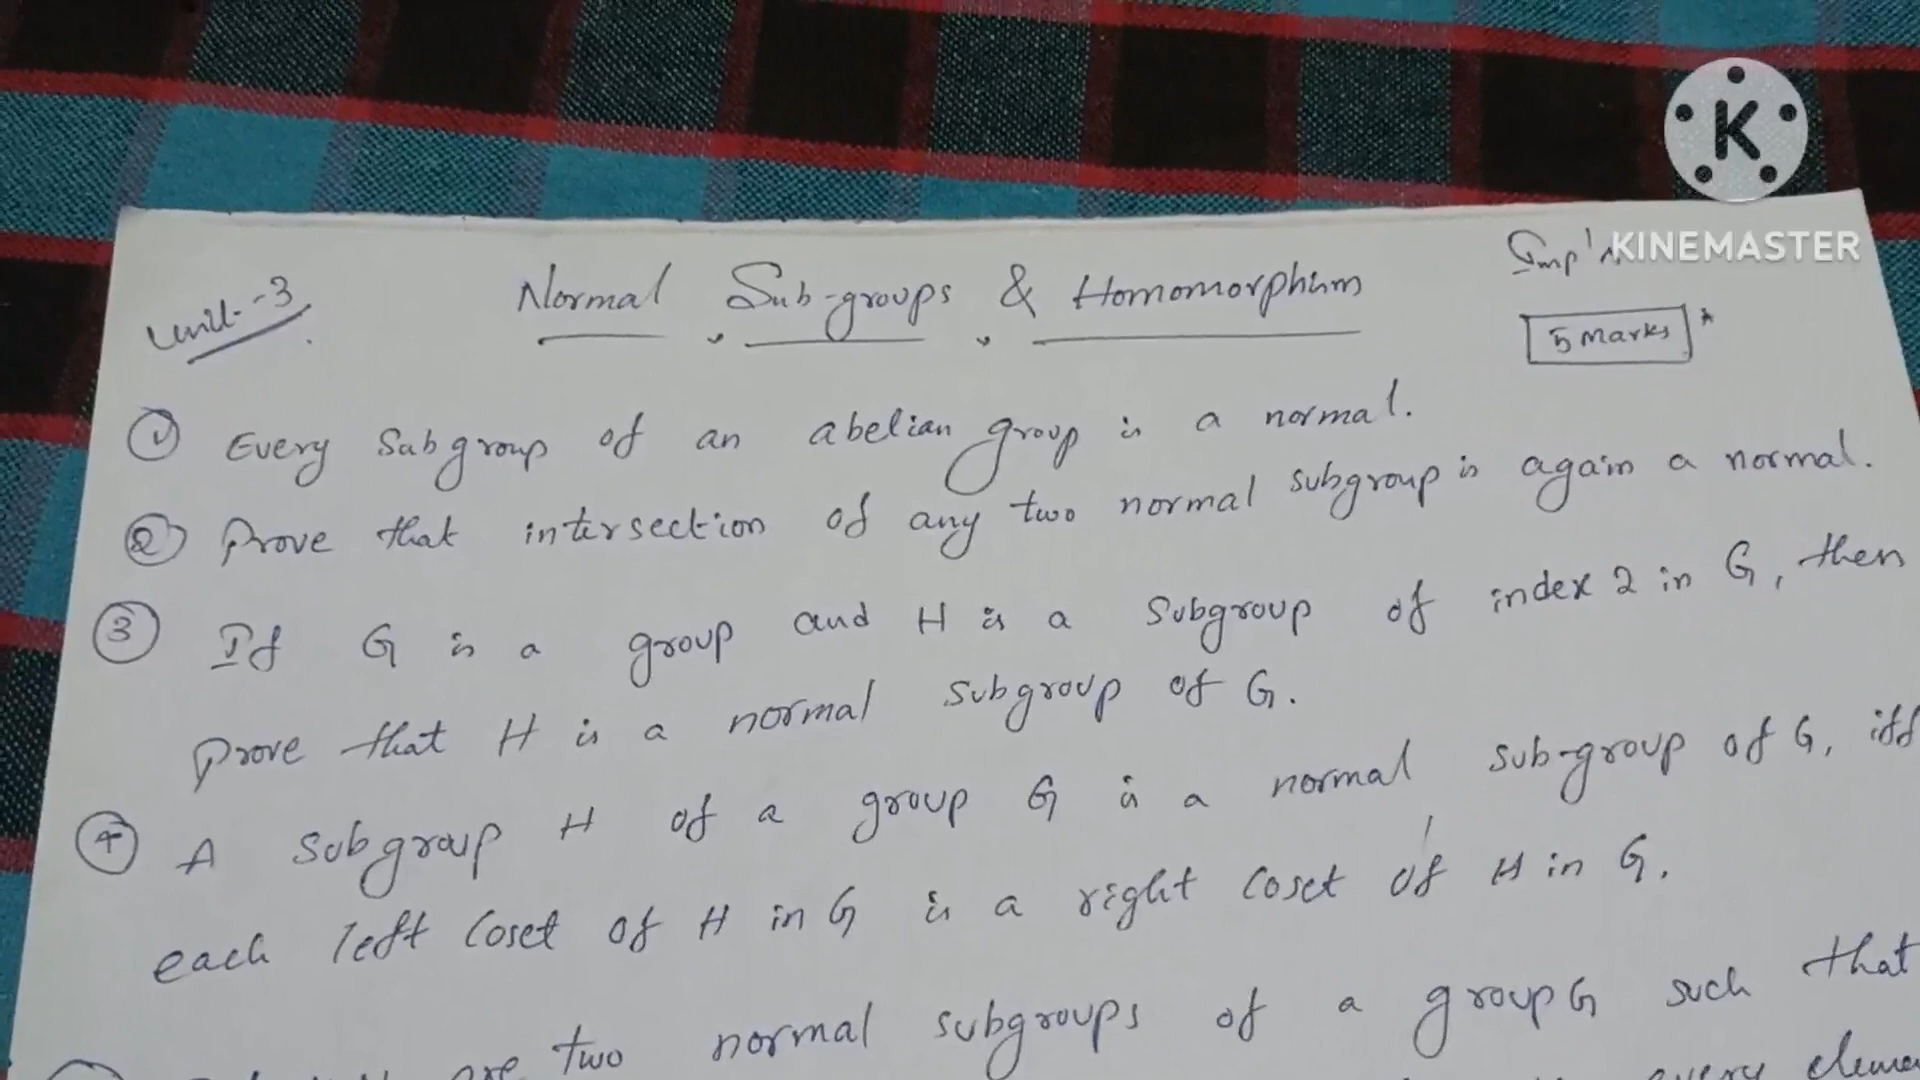 K
KINEMASTER
Unit-3
Normal Sub-groups & Homomorphism
Imp
5 Marks *
① Every Subgroup of an abelian group is a normal.
② Prove that intersection of any two normal subgroup is again a normal.
③ If G is a group and H is a Subgroup of index 2 in G, then
prove that H is a normal subgroup of G.
④ A subgroup H of a group G is a normal sub-group of G, iff
each left Coset of H in G is a right Coset of H in G.
are two normal subgroups of a group G such that
every